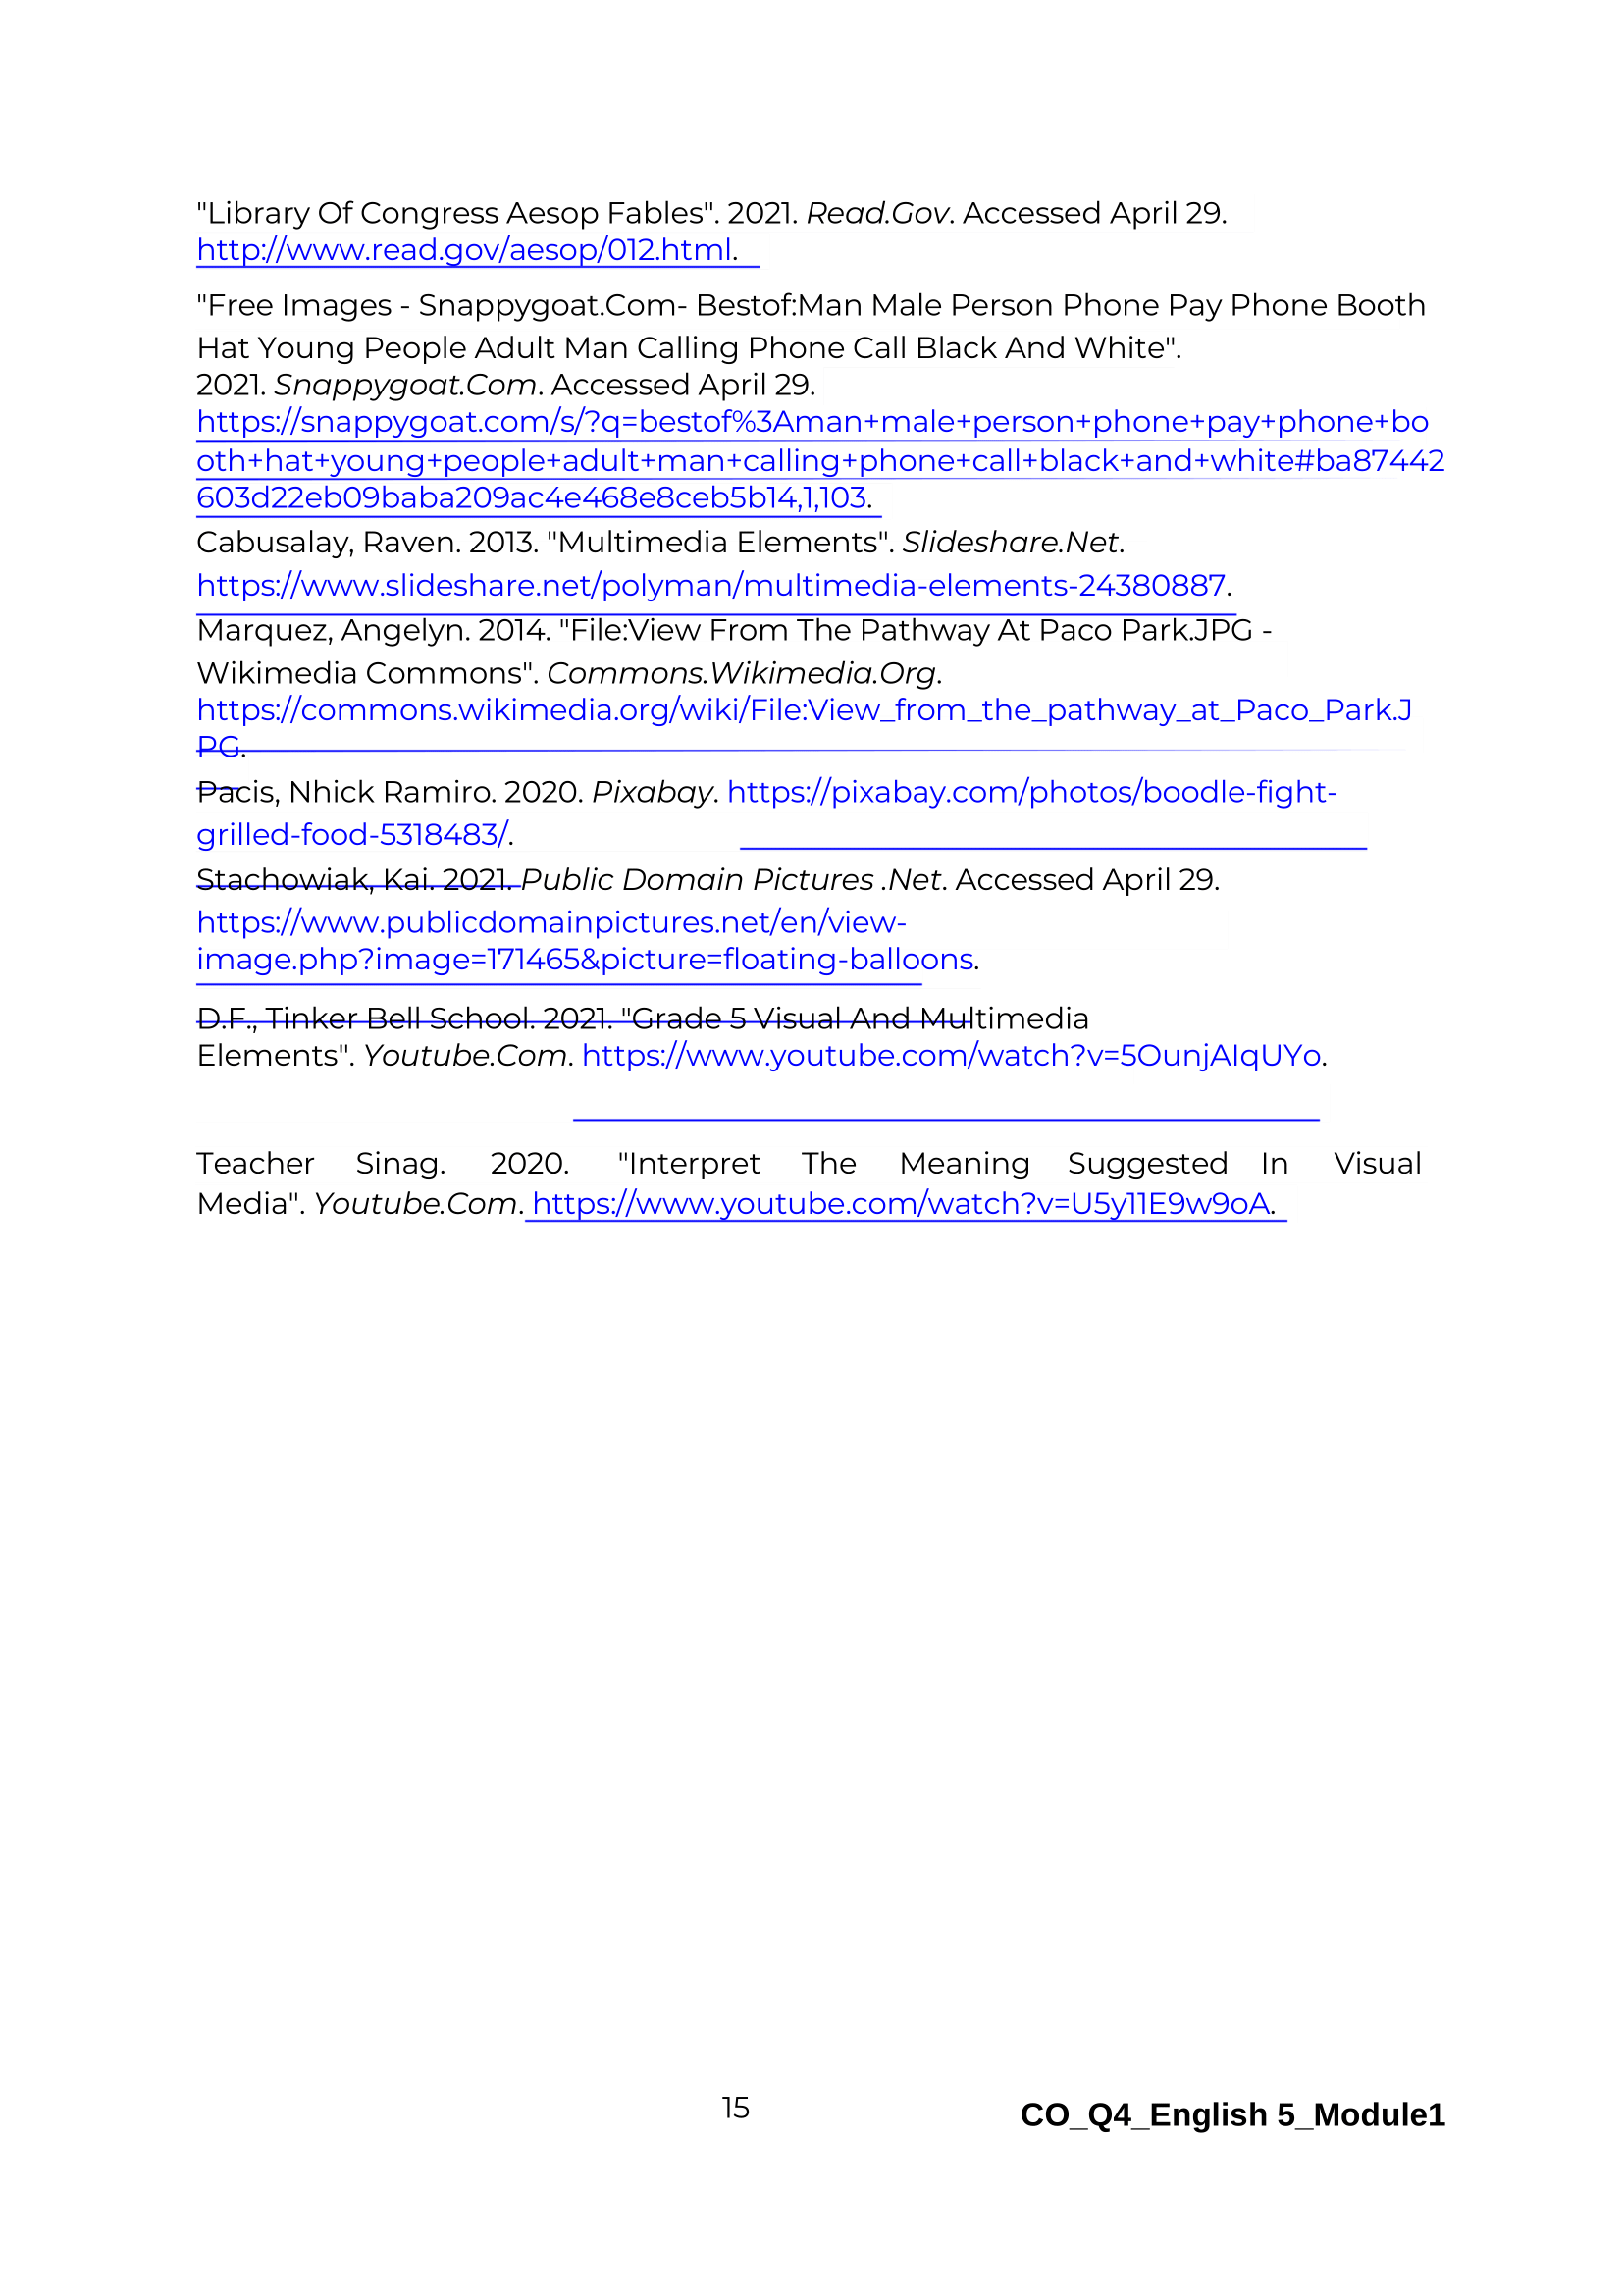 "Library Of Congress Aesop Fables". 2021. Read.Gov. Accessed April 29.
http://www.read.gov/aesop/012.html.
"Free Images - Snappygoat.Com- Bestof:Man Male Person Phone Pay Phone Booth
Hat Young People Adult Man Calling Phone Call Black And White".
2021. Snappygoat.Com. Accessed April 29.
https://snappygoat.com/s/?q=bestof%3Aman+male+person+phone+pay+phone+bo
oth+hat+young+people+adult+man+calling+phone+call+black+and+white#ba87442
603d22eb09baba209ac4e468e8ceb5b14,1,103.
Cabusalay, Raven. 2013. "Multimedia Elements". Slideshare.Net.
https://www.slideshare.net/polyman/multimedia-elements-24380887.
Marquez, Angelyn. 2014. "File:View From The Pathway At Paco Park.JPG -
Wikimedia Commons". Commons.Wikimedia.Org.
https://commons.wikimedia.org/wiki/File:View_from_the_pathway_at_Paco_Park.J
PG.
Pacis, Nhick Ramiro. 2020. Pixabay. https://pixabay.com/photos/boodle-fight-
grilled-food-5318483/.
Stachowiak, Kai. 2021. Public Domain Pictures .Net. Accessed April 29.
https://www.publicdomainpictures.net/en/view-
image.php?image=171465&picture=floating-balloons.
D.F., Tinker Bell School. 2021. "Grade 5 Visual And Multimedia
Elements". Youtube.Com. https://www.youtube.com/watch?v=5OunjAIqUYo.
Teacher Sinag. 2020. "Interpret The Meaning Suggested In Visual
Media". Youtube.Com. https://www.youtube.com/watch?v=U5y11E9w9oA.
15
CO_Q4_English 5_Module1